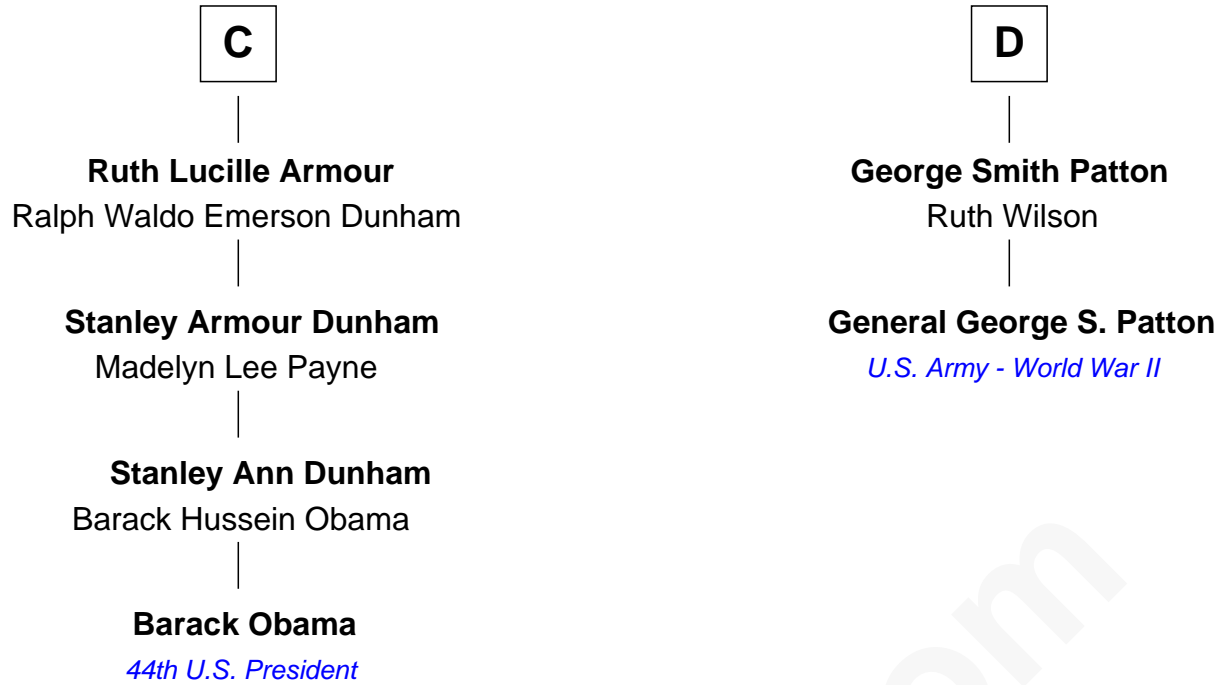 C
Ruth Lucille Armour
Ralph Waldo Emerson Dunham
Stanley Armour Dunham
Madelyn Lee Payne
Stanley Ann Dunham
Barack Hussein Obama
Barack Obama
44th U.S. President
D
George Smith Patton
Ruth Wilson
General George S. Patton
U.S. Army - World War II
om